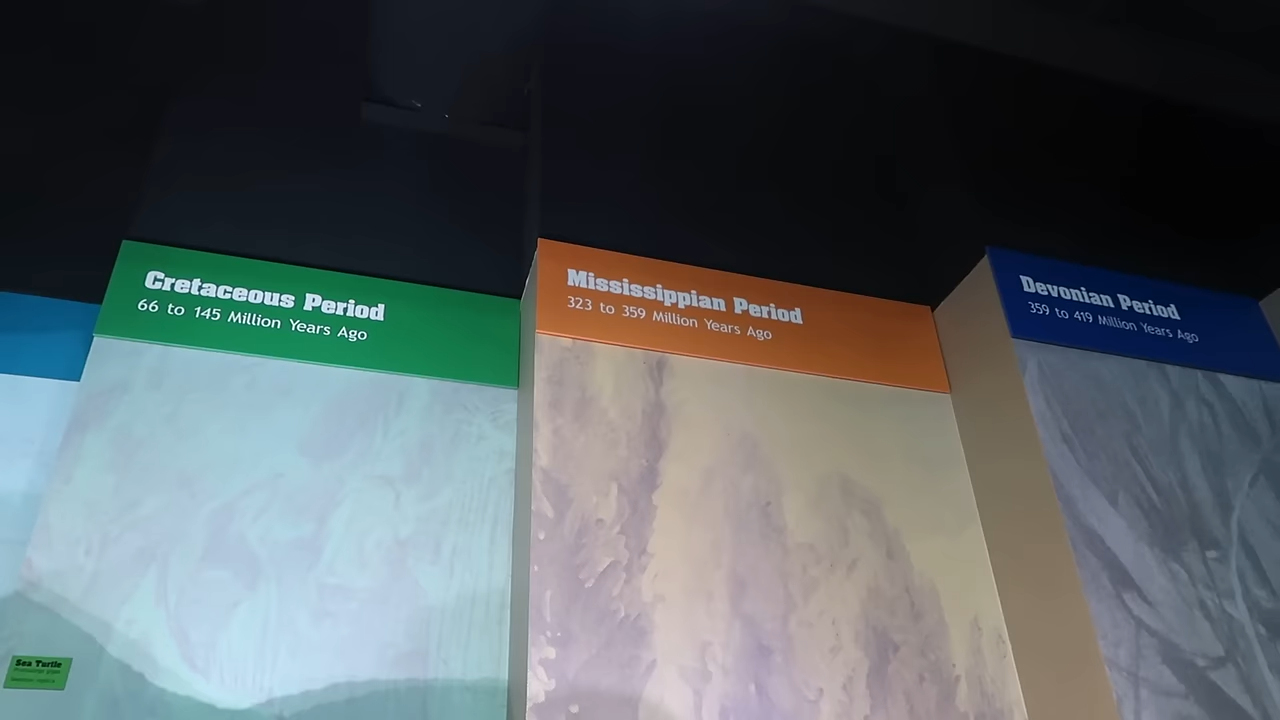 Cretaceous Period
66 to 145 Million Years Ago
Mississippian Period
323 to 359 Million Years Ago
Devonian Period
359 to 419 Million Years Ago
Sea Turtle